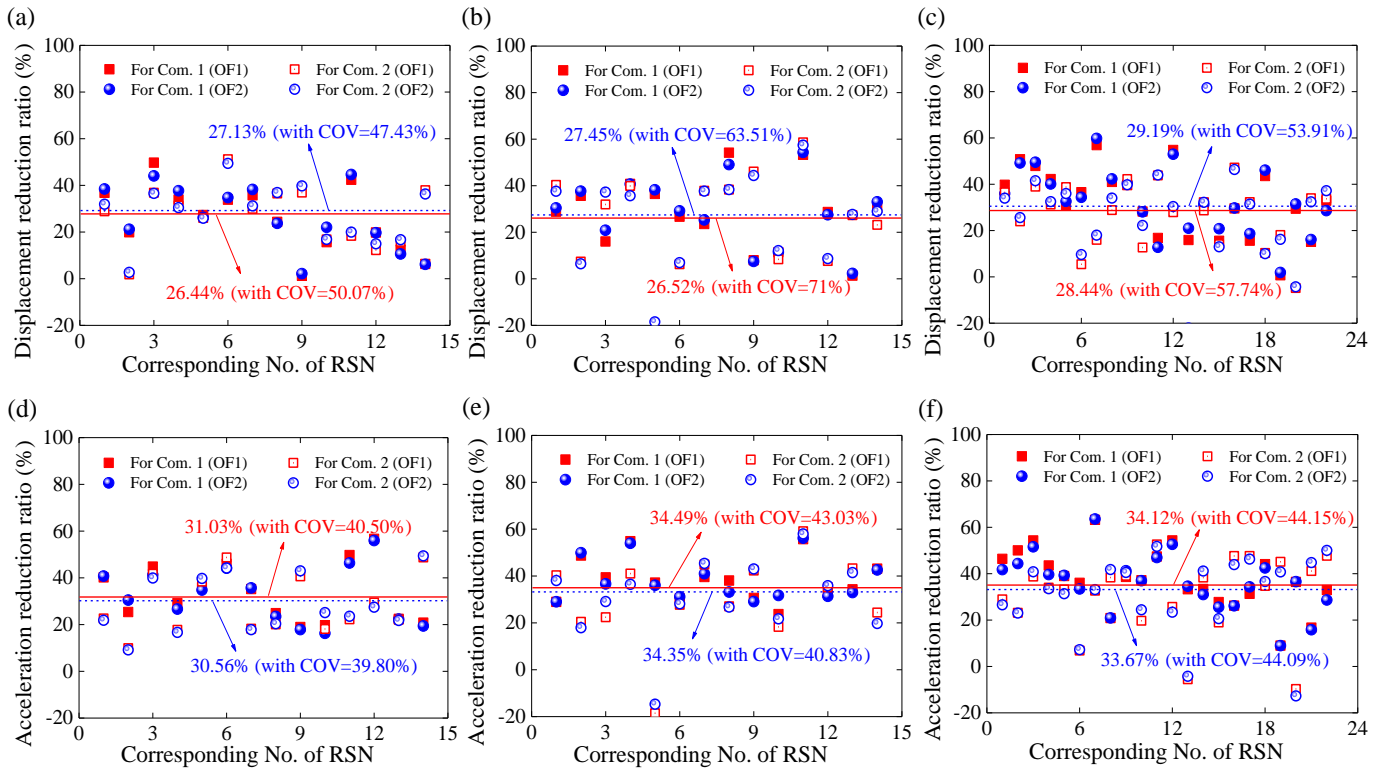 (a)
Displacement reduction ratio (%)
100
80
60
40
20
0
-20
For Com. 1 (OF1)
For Com. 2 (OF1)
For Com. 1 (OF2)
For Com. 2 (OF2)
27.13% (with COV=47.43%)
26.44% (with COV=50.07%)
3 6 9 12 15
Corresponding No. of RSN
(b)
Displacement reduction ratio (%)
100
80
60
40
20
0
-20
For Com. 1 (OF1)
For Com. 2 (OF1)
For Com. 1 (OF2)
For Com. 2 (OF2)
27.45% (with COV=63.51%)
26.52% (with COV=71%)
0 3 6 9 12 15
Corresponding No. of RSN
(c)
Displacement reduction ratio (%)
100
80
60
40
20
0
-20
For Com. 1 (OF1)
For Com. 2 (OF1)
For Com. 1 (OF2)
For Com. 2 (OF2)
29.19% (with COV=53.91%)
28.44% (with COV=57.74%)
0 6 12 18 24
Corresponding No. of RSN
(d)
Acceleration reduction ratio (%)
100
80
60
40
20
0
-20
For Com. 1 (OF1)
For Com. 2 (OF1)
For Com. 1 (OF2)
For Com. 2 (OF2)
31.03% (with COV=40.50%)
30.56% (with COV=39.80%)
0 3 6 9 12 15
Corresponding No. of RSN
(e)
Acceleration reduction ratio (%)
100
80
60
40
20
0
-20
For Com. 1 (OF1)
For Com. 2 (OF1)
For Com. 1 (OF2)
For Com. 2 (OF2)
34.49% (with COV=43.03%)
34.35% (with COV=40.83%)
0 3 6 9 12 15
Corresponding No. of RSN
(f)
Acceleration reduction ratio (%)
100
80
60
40
20
0
-20
For Com. 1 (OF1)
For Com. 2 (OF1)
For Com. 1 (OF2)
For Com. 2 (OF2)
34.12% (with COV=44.15%)
33.67% (with COV=44.09%)
0 6 12 18 24
Corresponding No. of RSN